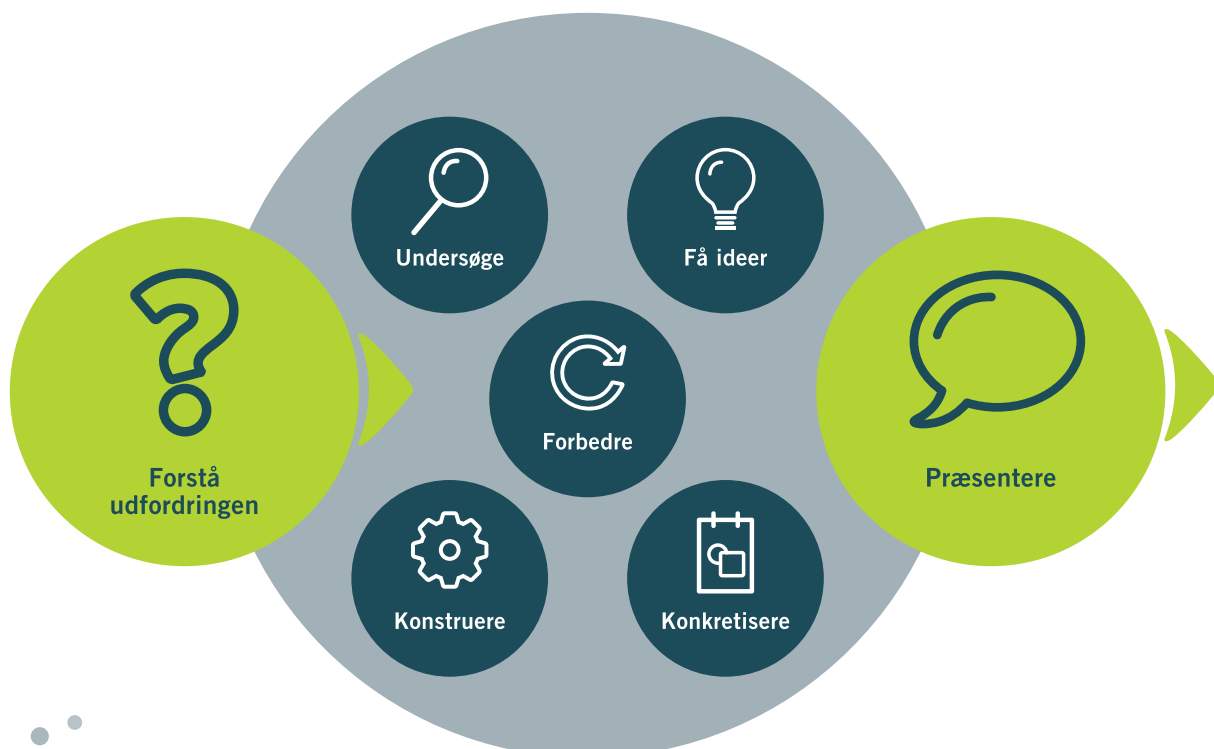 Undersøge
Få ideer
Forstå
udfordringen
Forbedre
Præsentere
Konstruere
Konkretisere